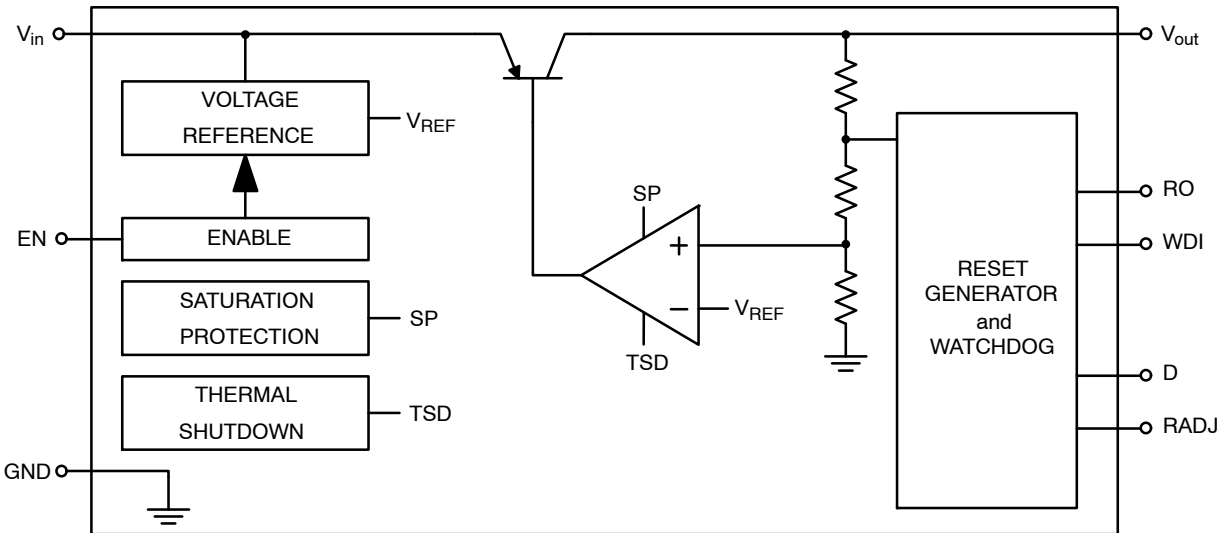 Vin
Vout
VOLTAGE
REFERENCE
VREF
EN
ENABLE
SATURATION
PROTECTION
SP
THERMAL
SHUTDOWN
TSD
GND
SP
+
−
VREF
TSD
RESET
GENERATOR
and
WATCHDOG
RO
WDI
D
RADJ